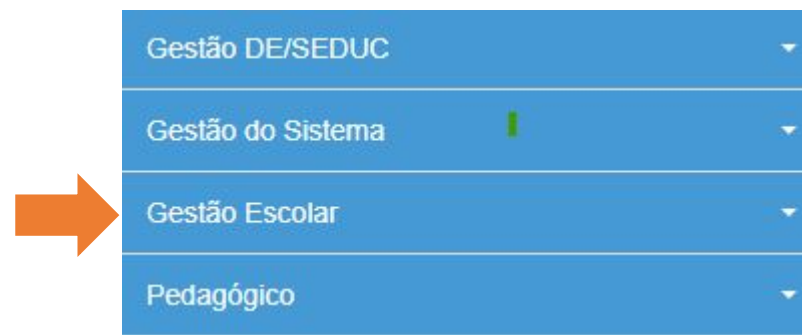 Gestão DE/SEDUC
Gestão do Sistema
Gestão Escolar
Pedagógico